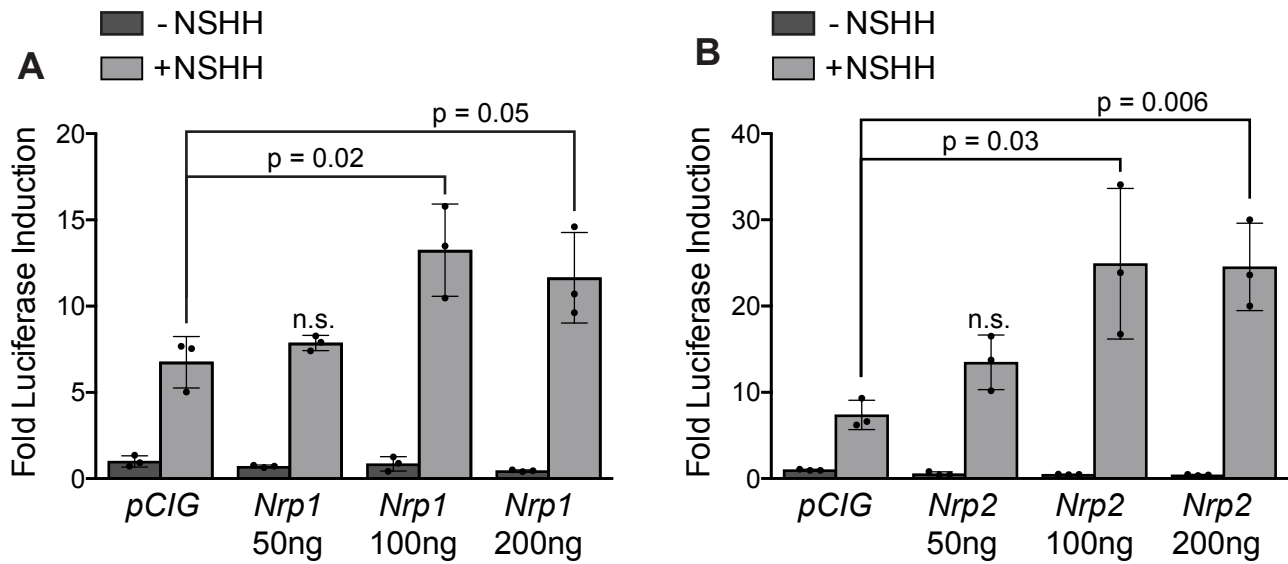 - NSHH
+NSHH
A
Fold Luciferase Induction
20
15
10
5
0
p = 0.05
p = 0.02
n.s.
pCIG
Nrp1
50ng
Nrp1
100ng
Nrp1
200ng
- NSHH
+NSHH
B
Fold Luciferase Induction
40
30
20
10
0
p = 0.006
p = 0.03
n.s.
pCIG
Nrp2
50ng
Nrp2
100ng
Nrp2
200ng